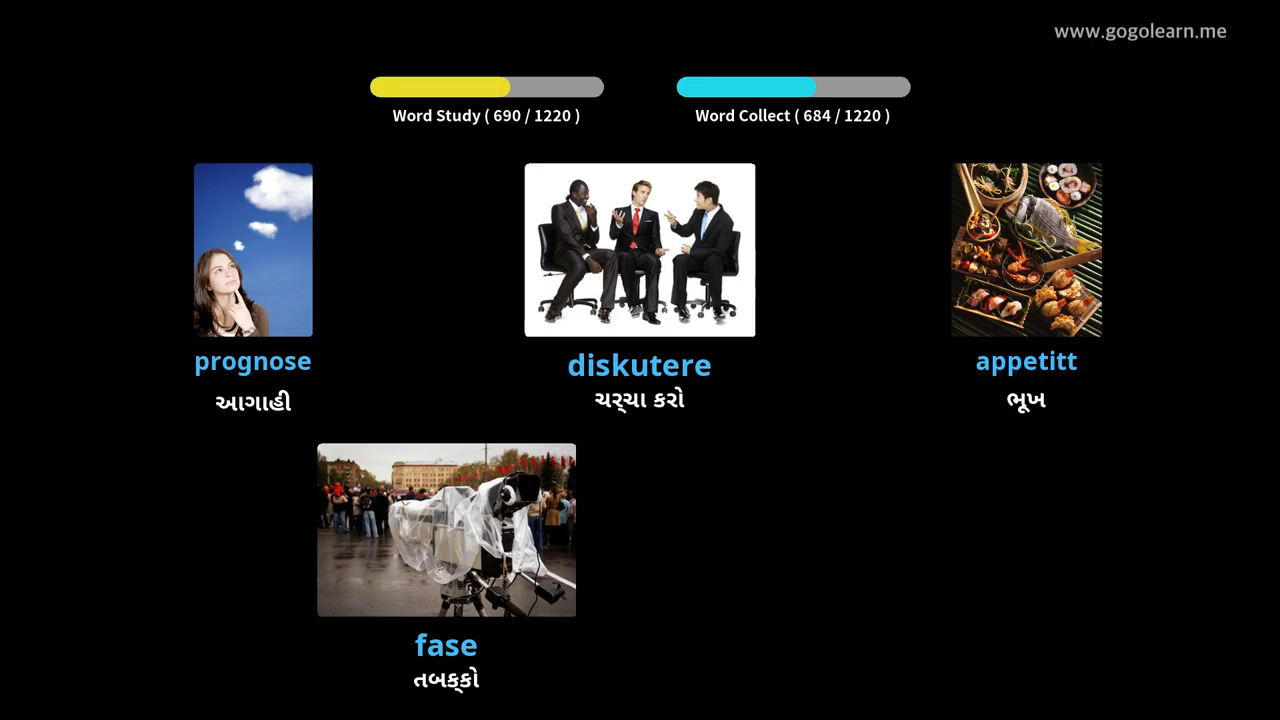 www.gogolearn.me
Word Study ( 690 / 1220 )
Word Collect ( 684 / 1220 )
prognose
આગાહી
diskutere
ચર્ચા કરો
appetitt
ભૂખ
fase
તબક્કો